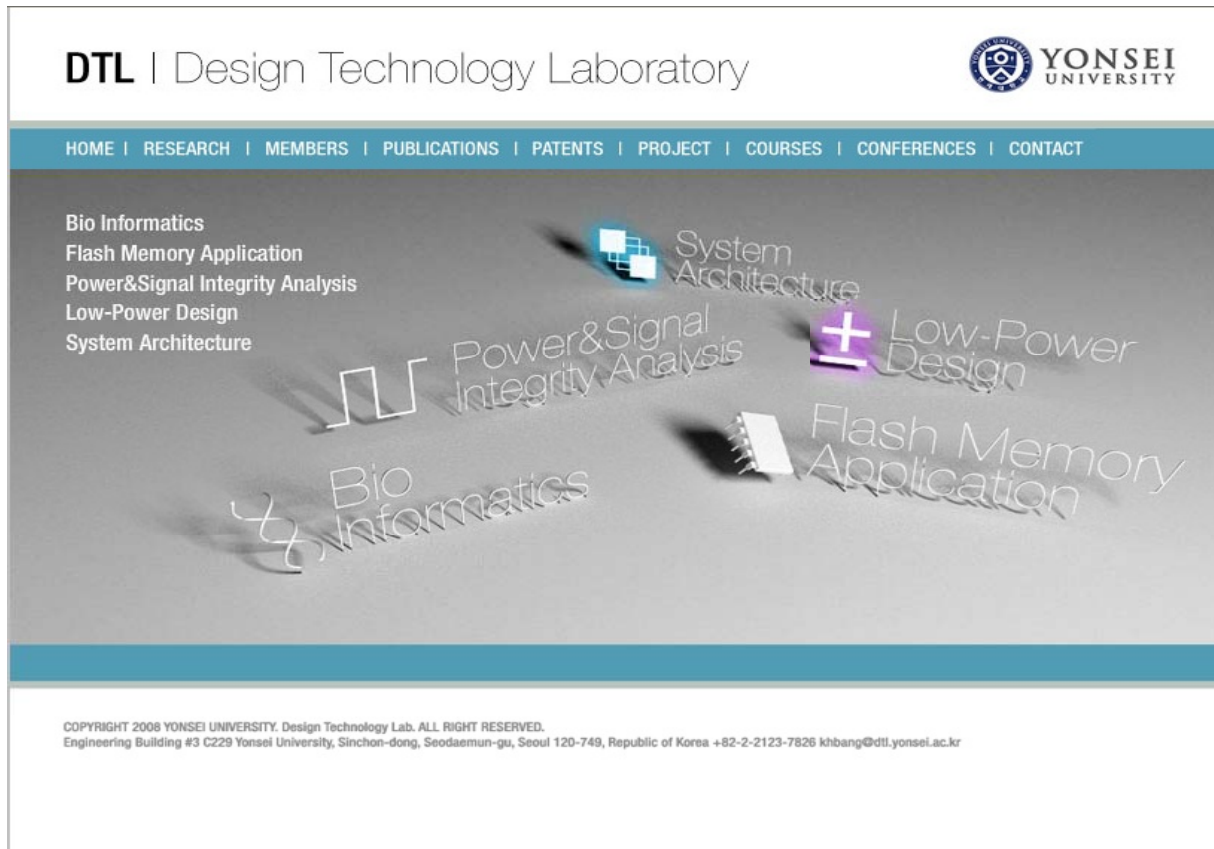 DTL | Design Technology Laboratory
YONSEI
UNIVERSITY
HOME | RESEARCH | MEMBERS | PUBLICATIONS | PATENTS | PROJECT | COURSES | CONFERENCES | CONTACT
Bio Informatics
Flash Memory Application
Power&Signal Integrity Analysis
Low-Power Design
System Architecture
System
Architecture
Power&Signal
Integrity Analysis
Low-Power
Design
Flash Memory
Application
Bio
Informatics
COPYRIGHT 2008 YONSEI UNIVERSITY. Design Technology Lab. ALL RIGHT RESERVED.
Engineering Building #3 C229 Yonsei University, Sinchon-dong, Seodaemun-gu, Seoul 120-749, Republic of Korea +82-2-2123-7826 khbang@dtl.yonsei.ac.kr